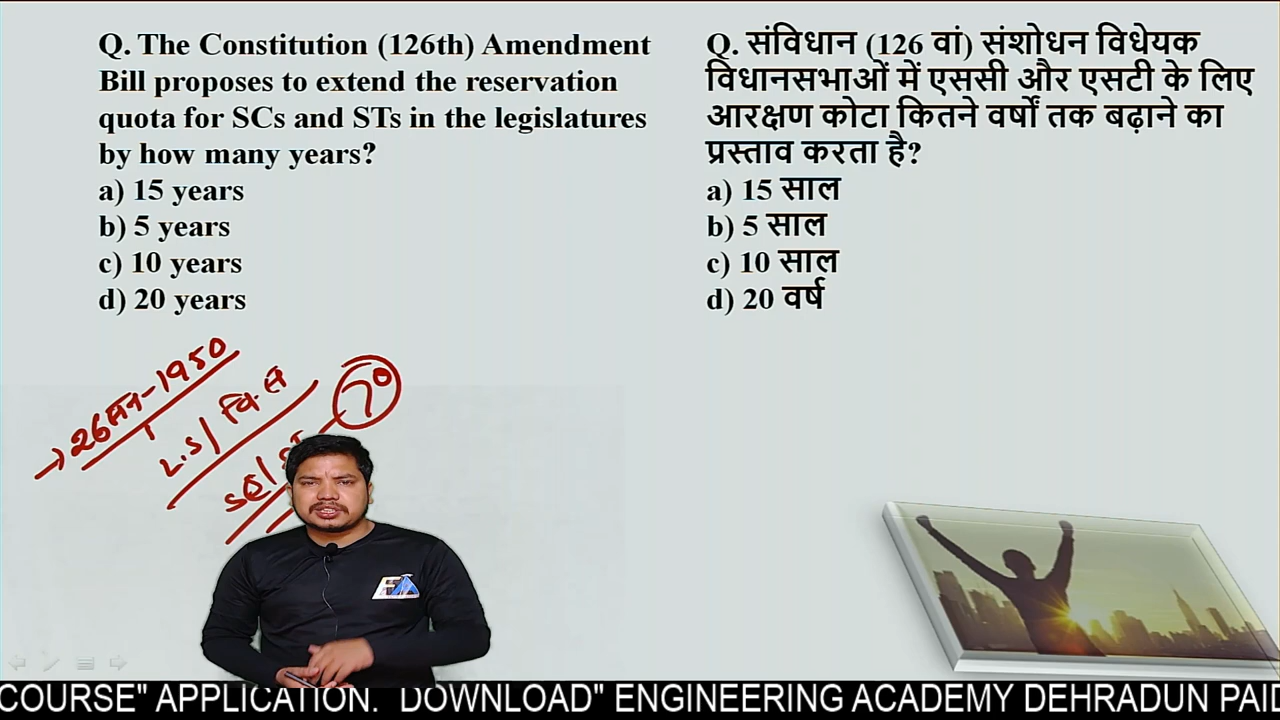 Q. The Constitution (126th) Amendment
Bill proposes to extend the reservation
quota for SCs and STs in the legislatures
by how many years?
a) 15 years
b) 5 years
c) 10 years
d) 20 years
Q. संविधान (126 वां) संशोधन विधेयक
विधानसभाओं में एससी और एसटी के लिए
आरक्षण कोटा कितने वर्षों तक बढ़ाने का
प्रस्ताव करता है?
a) 15 साल
b) 5 साल
c) 10 साल
d) 20 वर्ष
26 जन-1950
L.S/ वि.स
70
EA
COURSE" APPLICATION. DOWNLOAD" ENGINEERING ACADEMY DEHRADUN PAID